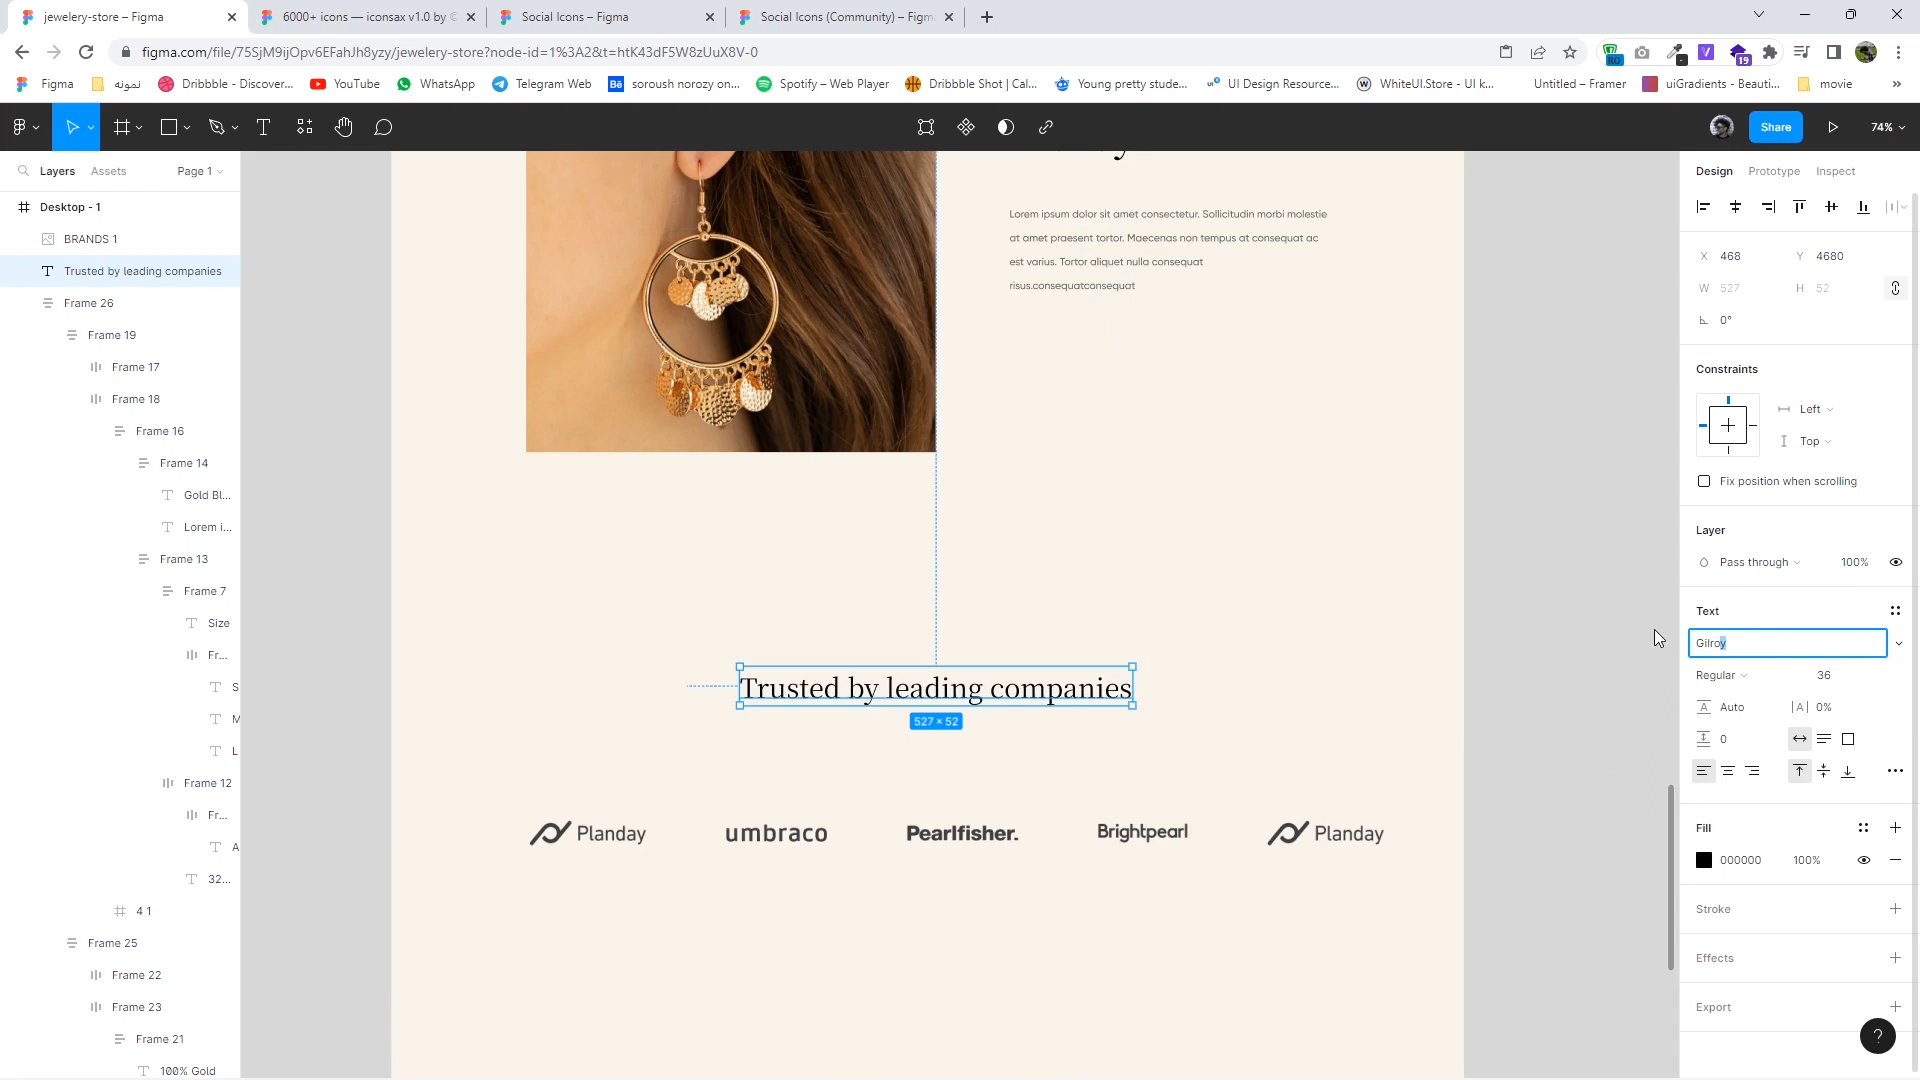 jewelery-store – Figma
6000+ icons — iconsax v1.0 by
Social Icons – Figma
Social Icons (Community) – Figm
figma.com/file/75SjM9ijOpv6EFahJh8yzy/jewelery-store?node-id=1%3A2&t=htK43dF5W8zUuX8V-0
RO
19
Figma
نمونه
Dribbble - Discover...
YouTube
WhatsApp
Telegram Web
soroush norozy on...
Spotify – Web Player
Dribbble Shot | Cal...
Young pretty stude...
UI Design Resource...
WhiteUI.Store - UI k...
Untitled – Framer
uiGradients - Beauti...
movie
Share
74%
Layers
Assets
Page 1
Desktop - 1
BRANDS 1
Trusted by leading companies
Frame 26
Frame 19
Frame 17
Frame 18
Frame 16
Frame 14
Gold Bl...
Lorem i...
Frame 13
Frame 7
Size
Fr...
S
M
L
Frame 12
Fr...
A
32...
4 1
Frame 25
Frame 22
Frame 23
Frame 21
100% Gold
Lorem ipsum dolor sit amet consectetur. Sollicitudin morbi molestie
at amet praesent tortor. Maecenas non tempus at consequat ac
est varius. Tortor aliquet nulla consequat
risus.consequatconsequat
Trusted by leading companies
527 × 52
Planday
umbraco
Pearlfisher.
Brightpearl
Planday
Design
Prototype
Inspect
X 468
Y 4680
W 527
H 52
0°
Constraints
Left
Top
Fix position when scrolling
Layer
Pass through
100%
Text
Gilroy
Regular
36
Auto
|A| 0%
0
Fill
000000
100%
Stroke
Effects
Export
?